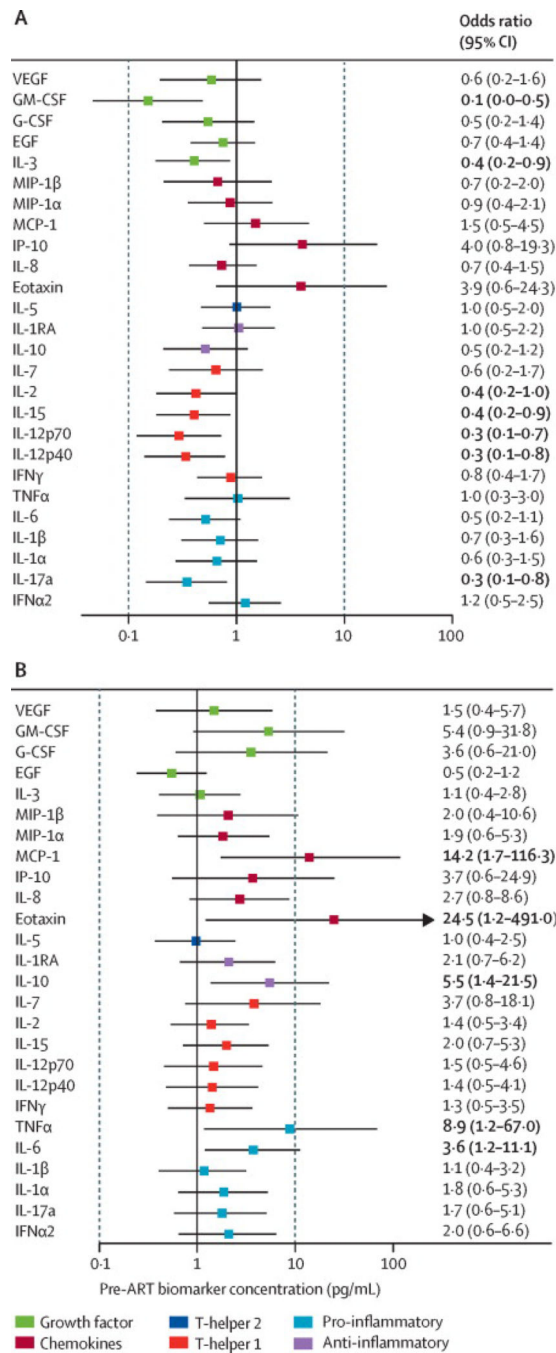 A
Odds ratio
(95% CI)
VEGF 0·6 (0·2–1·6)
GM-CSF 0·1 (0·0–0·5)
G-CSF 0·5 (0·2–1·4)
EGF 0·7 (0·4–1·4)
IL-3 0·4 (0·2–0·9)
MIP-1β 0·7 (0·2–2·0)
MIP-1α 0·9 (0·4–2·1)
MCP-1 1·5 (0·5–4·5)
IP-10 4·0 (0·8–19·3)
IL-8 0·7 (0·4–1·5)
Eotaxin 3·9 (0·6–24·3)
IL-5 1·0 (0·5–2·0)
IL-1RA 1·0 (0·5–2·2)
IL-10 0·5 (0·2–1·2)
IL-7 0·6 (0·2–1·7)
IL-2 0·4 (0·2–1·0)
IL-15 0·4 (0·2–0·9)
IL-12p70 0·3 (0·1–0·7)
IL-12p40 0·3 (0·1–0·8)
IFNγ 0·8 (0·4–1·7)
TNFα 1·0 (0·3–3·0)
IL-6 0·5 (0·2–1·1)
IL-1β 0·7 (0·3–1·6)
IL-1α 0·6 (0·3–1·5)
IL-17a 0·3 (0·1–0·8)
IFNα2 1·2 (0·5–2·5)
0·1 1 10 100
B
VEGF 1·5 (0·4–5·7)
GM-CSF 5·4 (0·9–31·8)
G-CSF 3·6 (0·6–21·0)
EGF 0·5 (0·2–1·2
IL-3 1·1 (0·4–2·8)
MIP-1β 2·0 (0·4–10·6)
MIP-1α 1·9 (0·6–5·3)
MCP-1 14·2 (1·7–116·3)
IP-10 3·7 (0·6–24·9)
IL-8 2·7 (0·8–8·6)
Eotaxin 24·5 (1·2–491·0)
IL-5 1·0 (0·4–2·5)
IL-1RA 2·1 (0·7–6·2)
IL-10 5·5 (1·4–21·5)
IL-7 3·7 (0·8–18·1)
IL-2 1·4 (0·5–3·4)
IL-15 2·0 (0·7–5·3)
IL-12p70 1·5 (0·5–4·6)
IL-12p40 1·4 (0·5–4·1)
IFNγ 1·3 (0·5–3·5)
TNFα 8·9 (1·2–67·0)
IL-6 3·6 (1·2–11·1)
IL-1β 1·1 (0·4–3·2)
IL-1α 1·8 (0·6–5·3)
IL-17a 1·7 (0·6–5·1)
IFNα2 2·0 (0·6–6·6)
0·1 1 10 100
Pre-ART biomarker concentration (pg/mL)
Growth factor T-helper 2 Pro-inflammatory
Chemokines T-helper 1 Anti-inflammatory